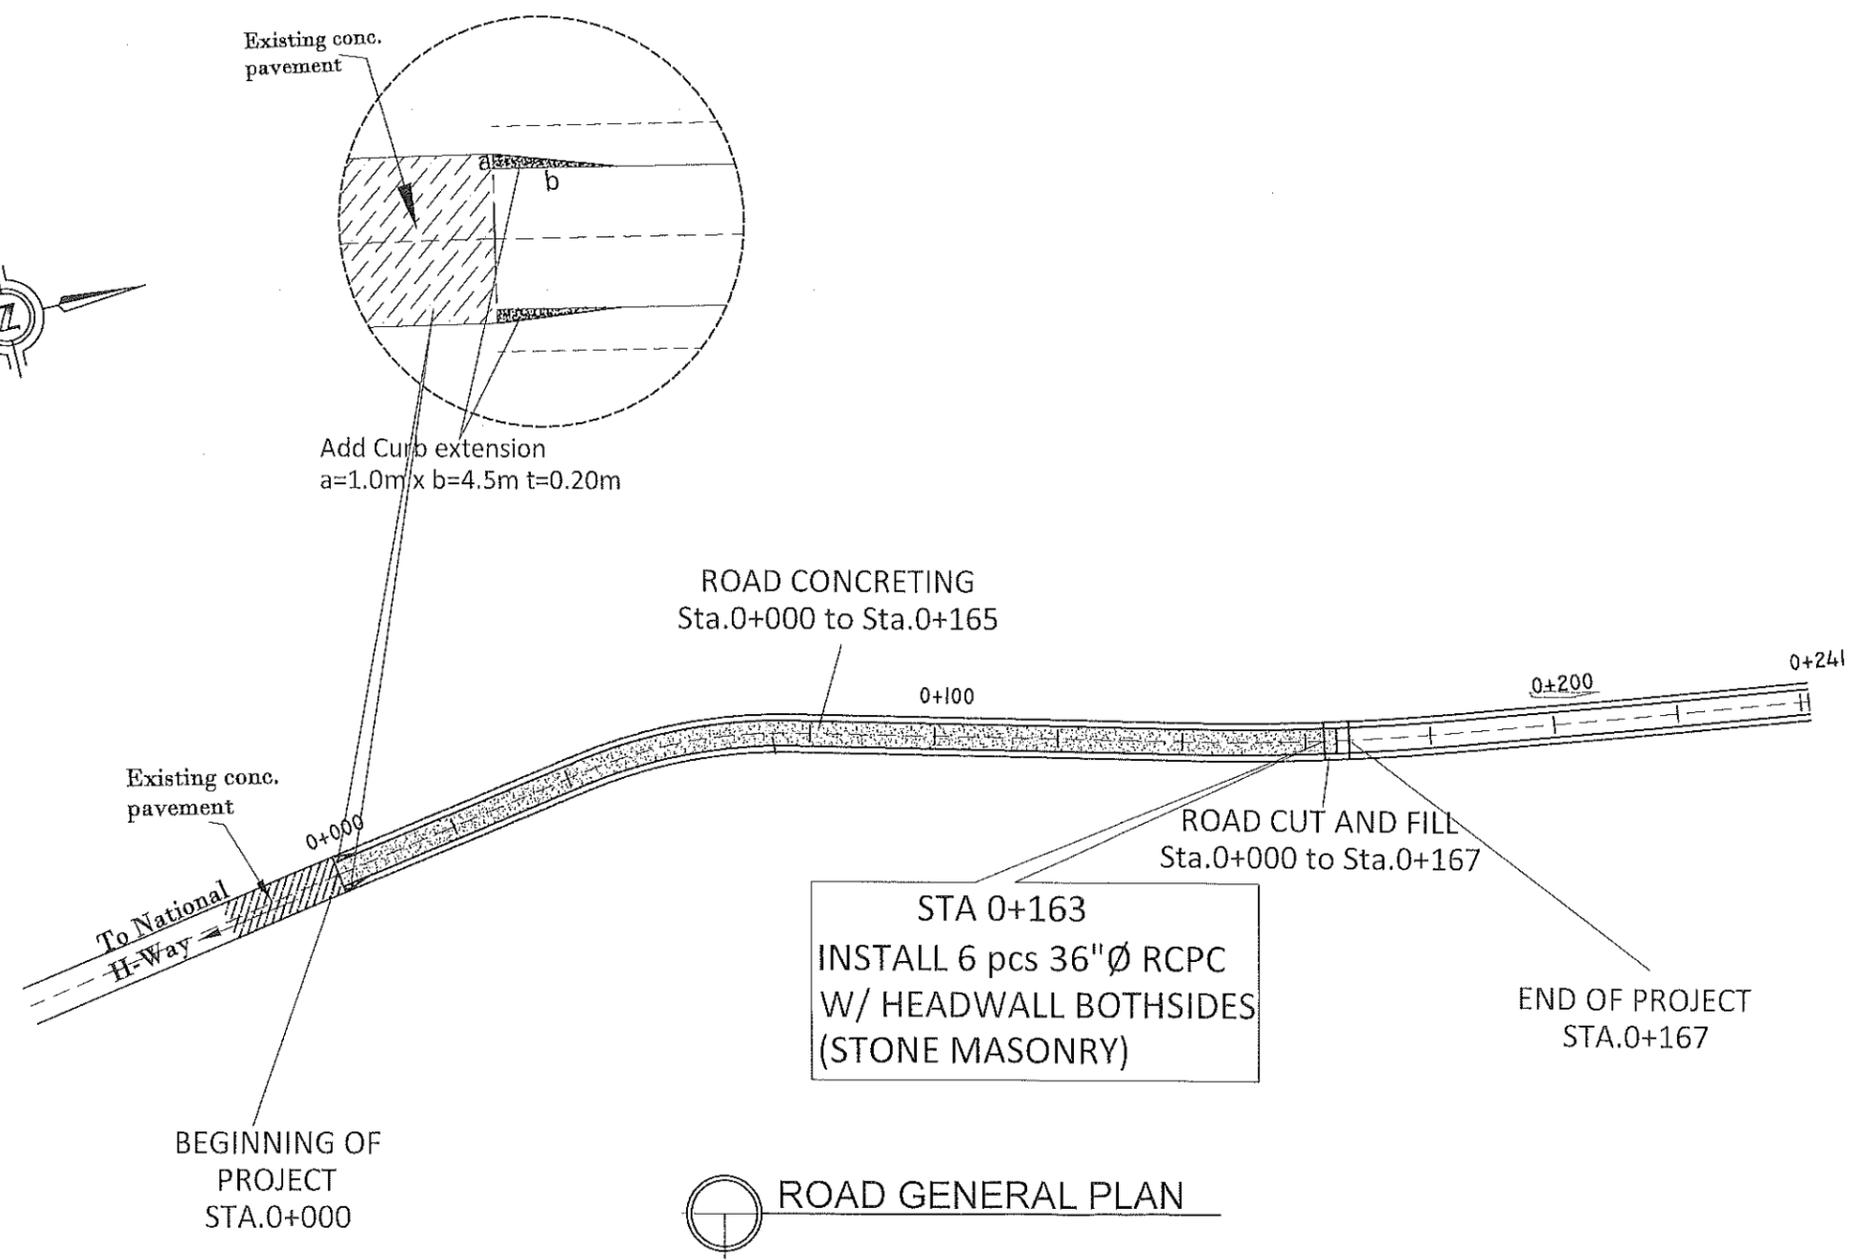 Existing conc.
pavement
a
b
Z
Add Curb extension
a=1.0m x b=4.5m t=0.20m
ROAD CONCRETING
Sta.0+000 to Sta.0+165
0+241
0+200
0+100
Existing conc.
pavement
0+000
To National
H-Way
ROAD CUT AND FILL
Sta.0+000 to Sta.0+167
STA 0+163
INSTALL 6 pcs 36"Ø RCPC
W/ HEADWALL BOTHSIDES
(STONE MASONRY)
END OF PROJECT
STA.0+167
BEGINNING OF
PROJECT
STA.0+000
ROAD GENERAL PLAN